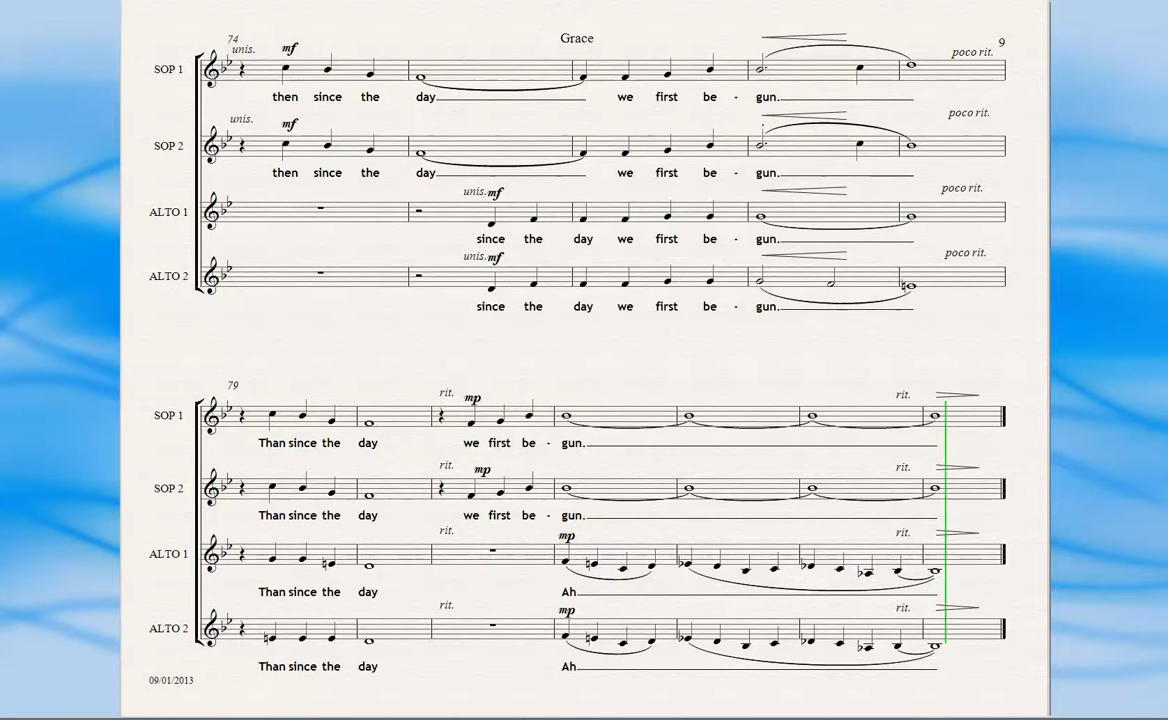 Grace
9
74
unis. mf poco rit.
SOP 1
then since the day we first be - gun.
unis. mf poco rit.
SOP 2
then since the day we first be - gun.
unis. mf poco rit.
ALTO 1
since the day we first be - gun.
unis. mf poco rit.
ALTO 2
since the day we first be - gun.
79
rit. mp rit.
SOP 1
Than since the day we first be - gun.
rit. mp rit.
SOP 2
Than since the day we first be - gun.
rit. mp rit.
ALTO 1
Than since the day Ah
rit. mp rit.
ALTO 2
Than since the day Ah
09/01/2013